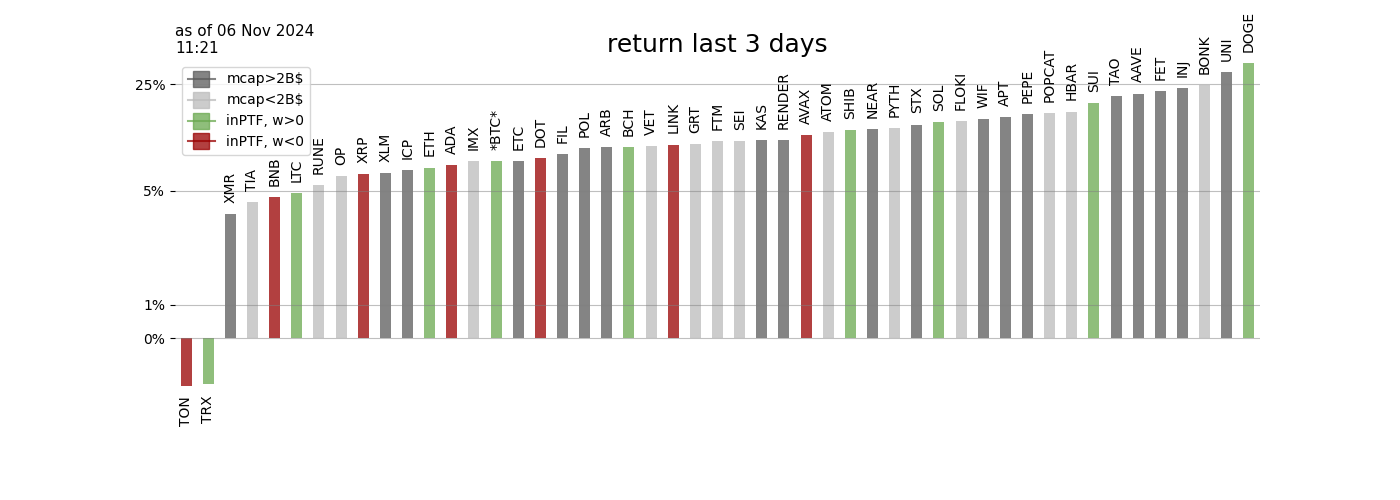 as of 06 Nov 2024
11:21
return last 3 days
mcap>2B$
mcap<2B$
inPTF, w>0
inPTF, w<0
25%
5%
1%
0%
TON
TRX
XMR
TIA
BNB
LTC
RUNE
OP
XRP
XLM
ICP
ETH
ADA
IMX
*BTC*
ETC
DOT
FIL
POL
ARB
BCH
VET
LINK
GRT
FTM
SEI
KAS
RENDER
AVAX
ATOM
SHIB
NEAR
PYTH
STX
SOL
FLOKI
WIF
APT
PEPE
POPCAT
HBAR
SUI
TAO
AAVE
FET
INJ
BONK
UNI
DOGE